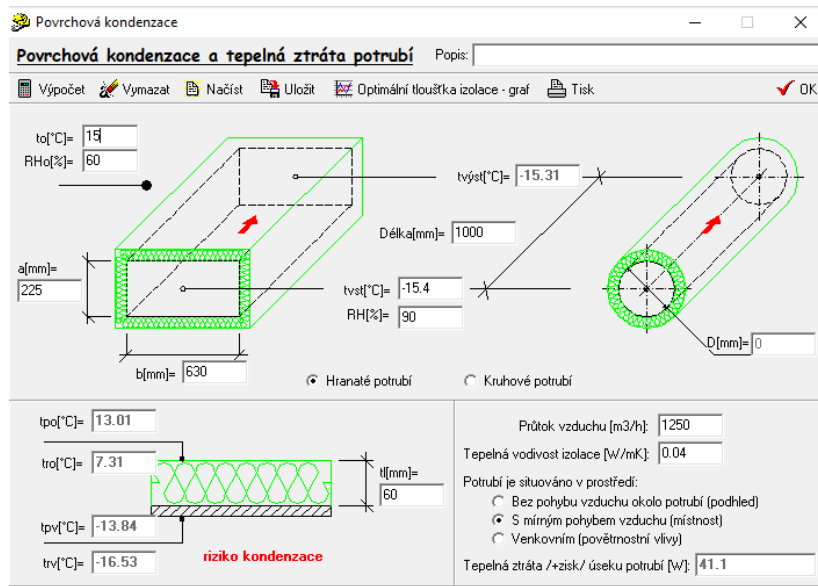 Povrchová kondenzace
Povrchová kondenzace a tepelná ztráta potrubí Popis:
Výpočet Vymazat Načíst Uložit Optimální tloušťka izolace - graf Tisk OK
to[°C]= 15
RHo[%]= 60
tvýst[°C]= -15.31
Délka[mm]= 1000
a[mm]=
225
tvst[°C]= -15.4
RH[%]= 90
D[mm]= 0
b[mm]= 630
Hranaté potrubí Kruhové potrubí
tpo[°C]= 13.01
tro[°C]= 7.31
tl[mm]=
60
tpv[°C]= -13.84
trv[°C]= -16.53
riziko kondenzace
Průtok vzduchu [m3/h]: 1250
Tepelná vodivost izolace [W/mK]: 0.04
Potrubí je situováno v prostředí:
Bez pohybu vzduchu okolo potrubí (podhled)
S mírným pohybem vzduchu (místnost)
Venkovním (povětrnostní vlivy)
Tepelná ztráta /+zisk/ úseku potrubí [W]: 41.1